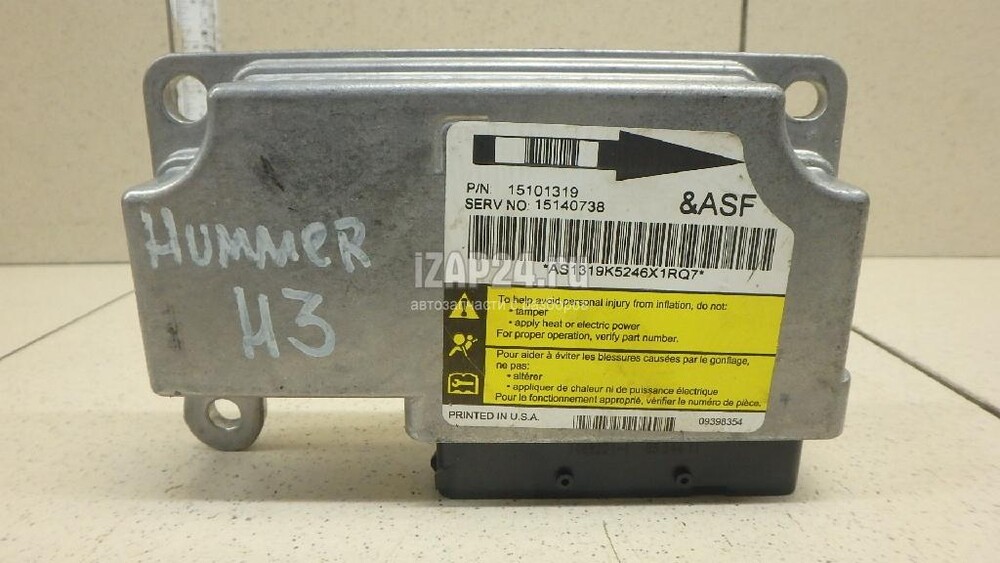 P/N: 15101319
SERV NO: 15140738
&ASF
*AS1319K5246X1RQ7*
HUMMER
H3
iZAP24.ru
автозапчасти с разборов
To help avoid personal injury from inflation, do not:
• tamper
• apply heat or electric power
For proper operation, verify part number.
Pour aider à éviter les blessures causées par le gonflage,
ne pas:
• altérer
• appliquer de chaleur ni de puissance électrique
Pour le fonctionnement approprié, vérifier le numéro de pièce.
PRINTED IN U.S.A.
09398354